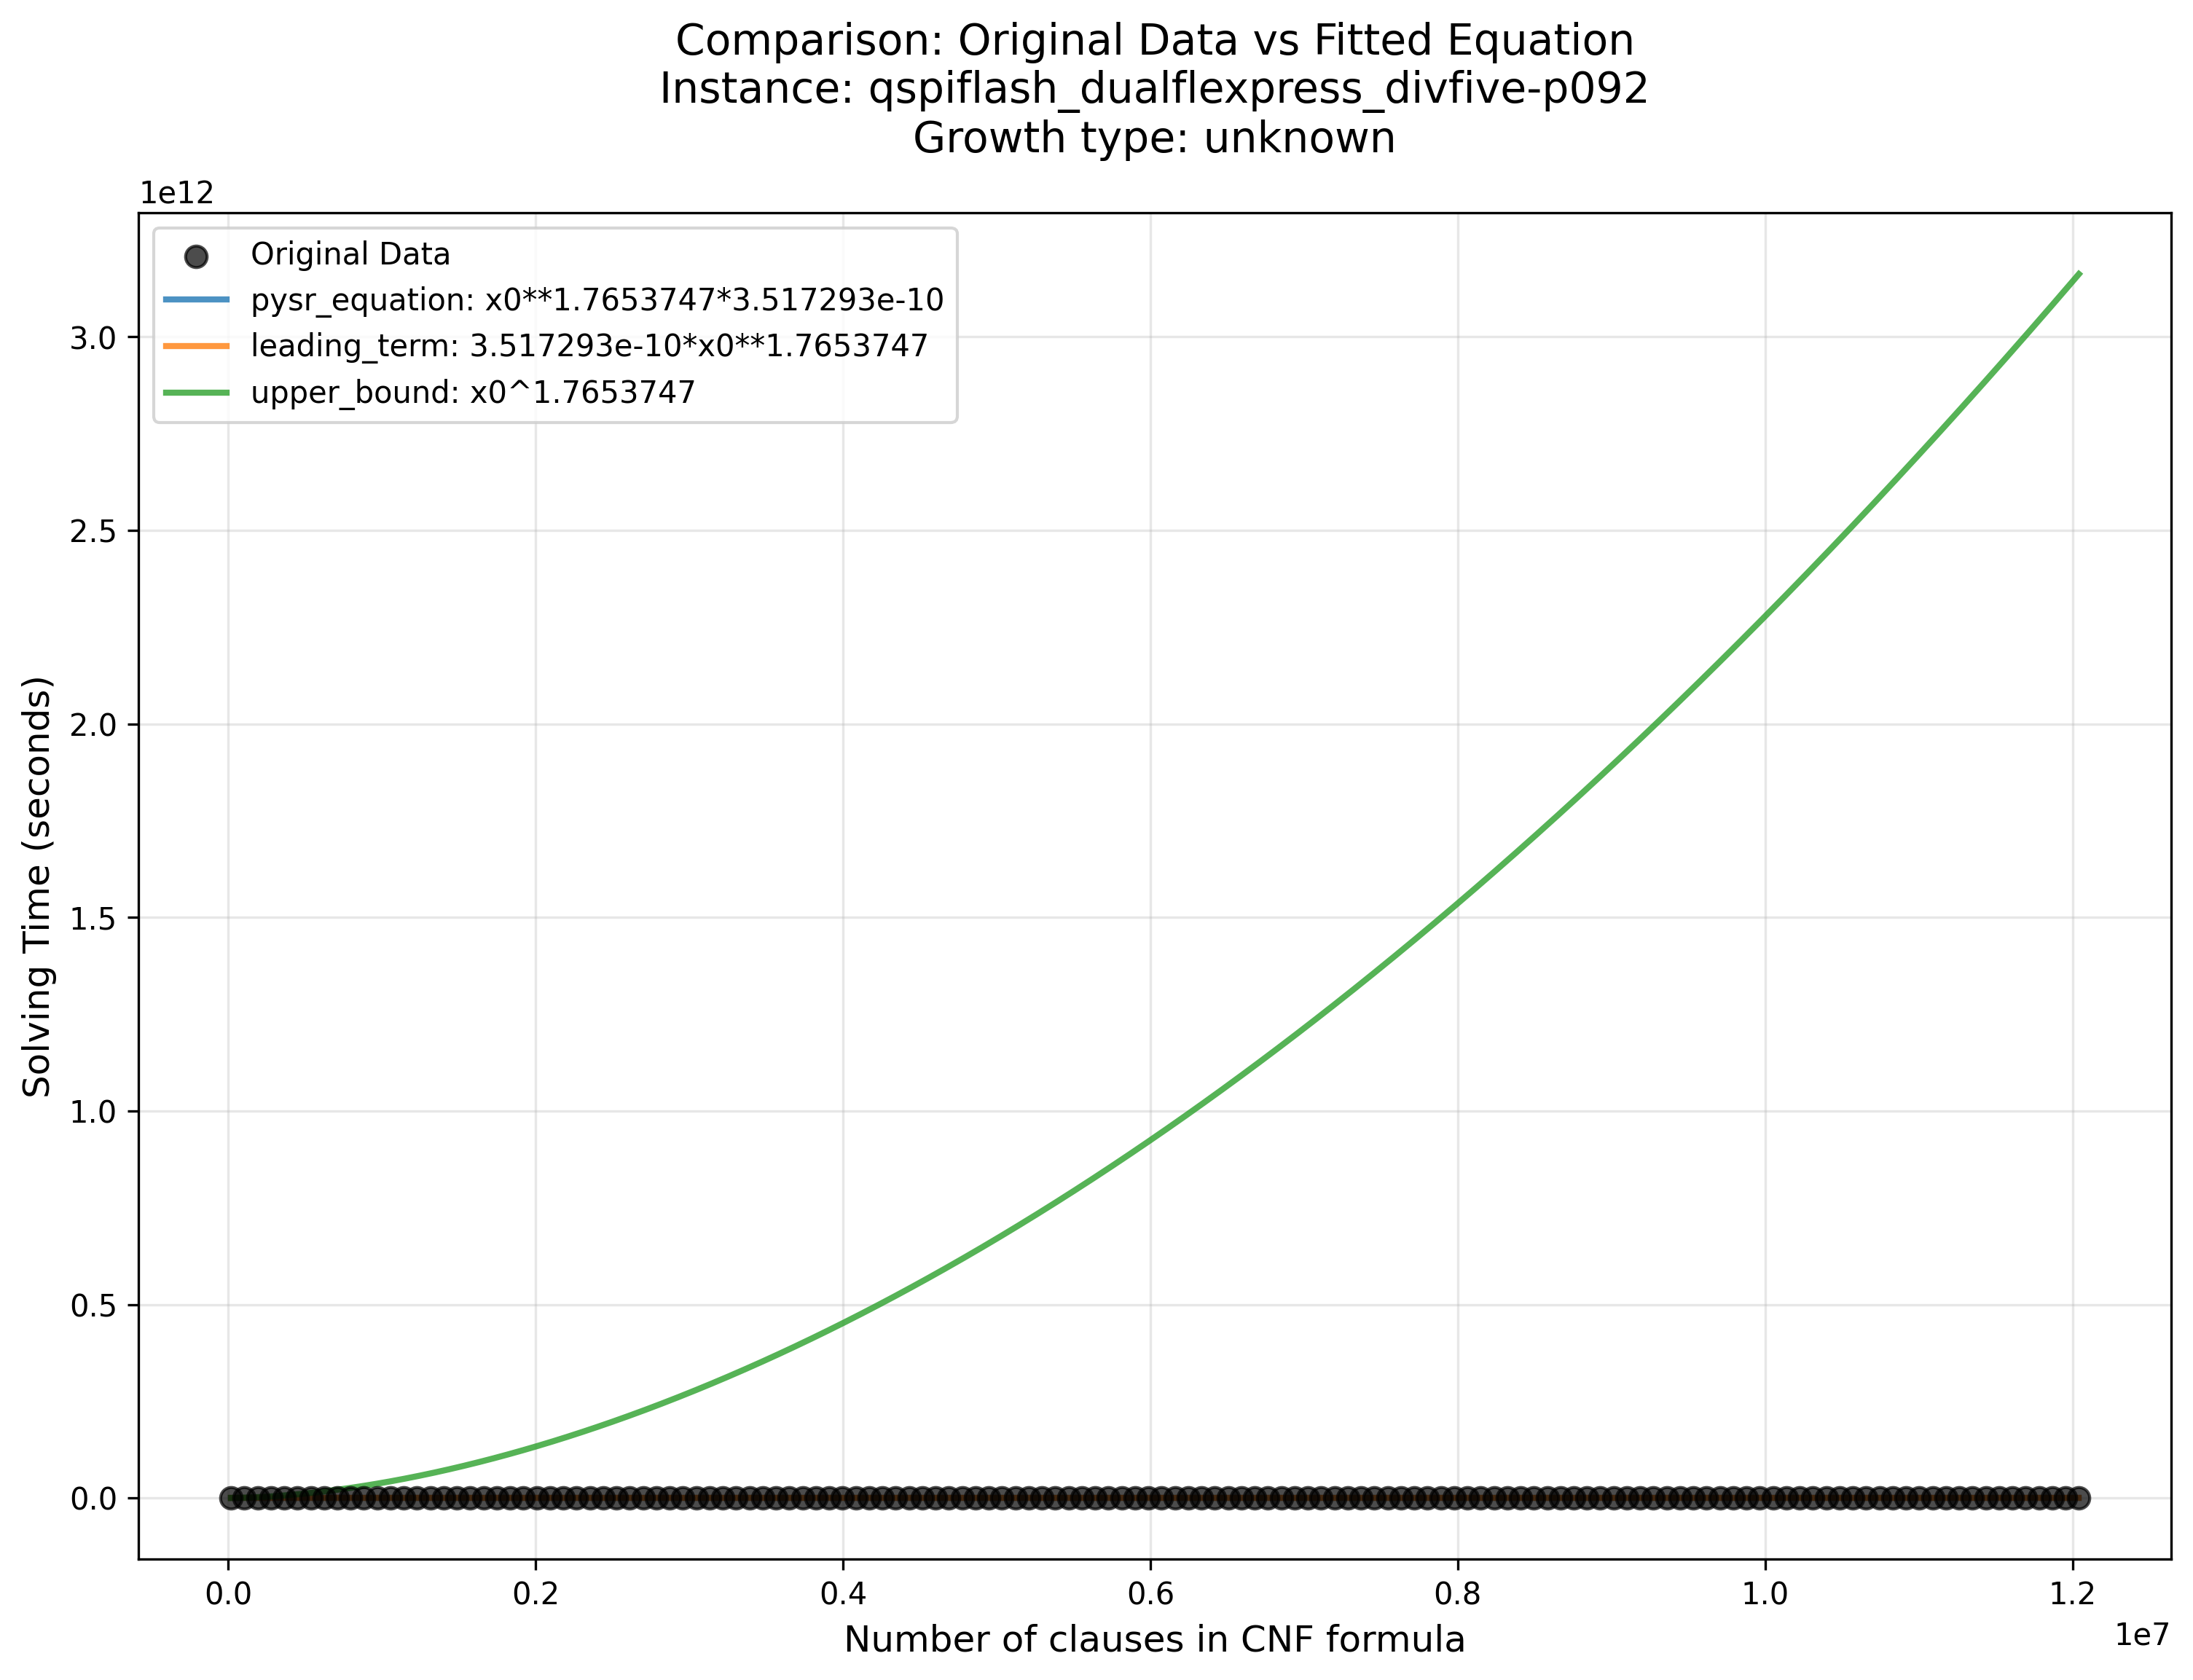 Comparison: Original Data vs Fitted Equation
Instance: qspiflash_dualflexpress_divfive-p092
Growth type: unknown
1e12
Original Data
pysr_equation: x0**1.7653747*3.517293e-10
leading_term: 3.517293e-10*x0**1.7653747
upper_bound: x0^1.7653747
3.0
2.5
2.0
1.5
1.0
0.5
0.0
Solving Time (seconds)
0.0 0.2 0.4 0.6 0.8 1.0 1.2
1e7
Number of clauses in CNF formula